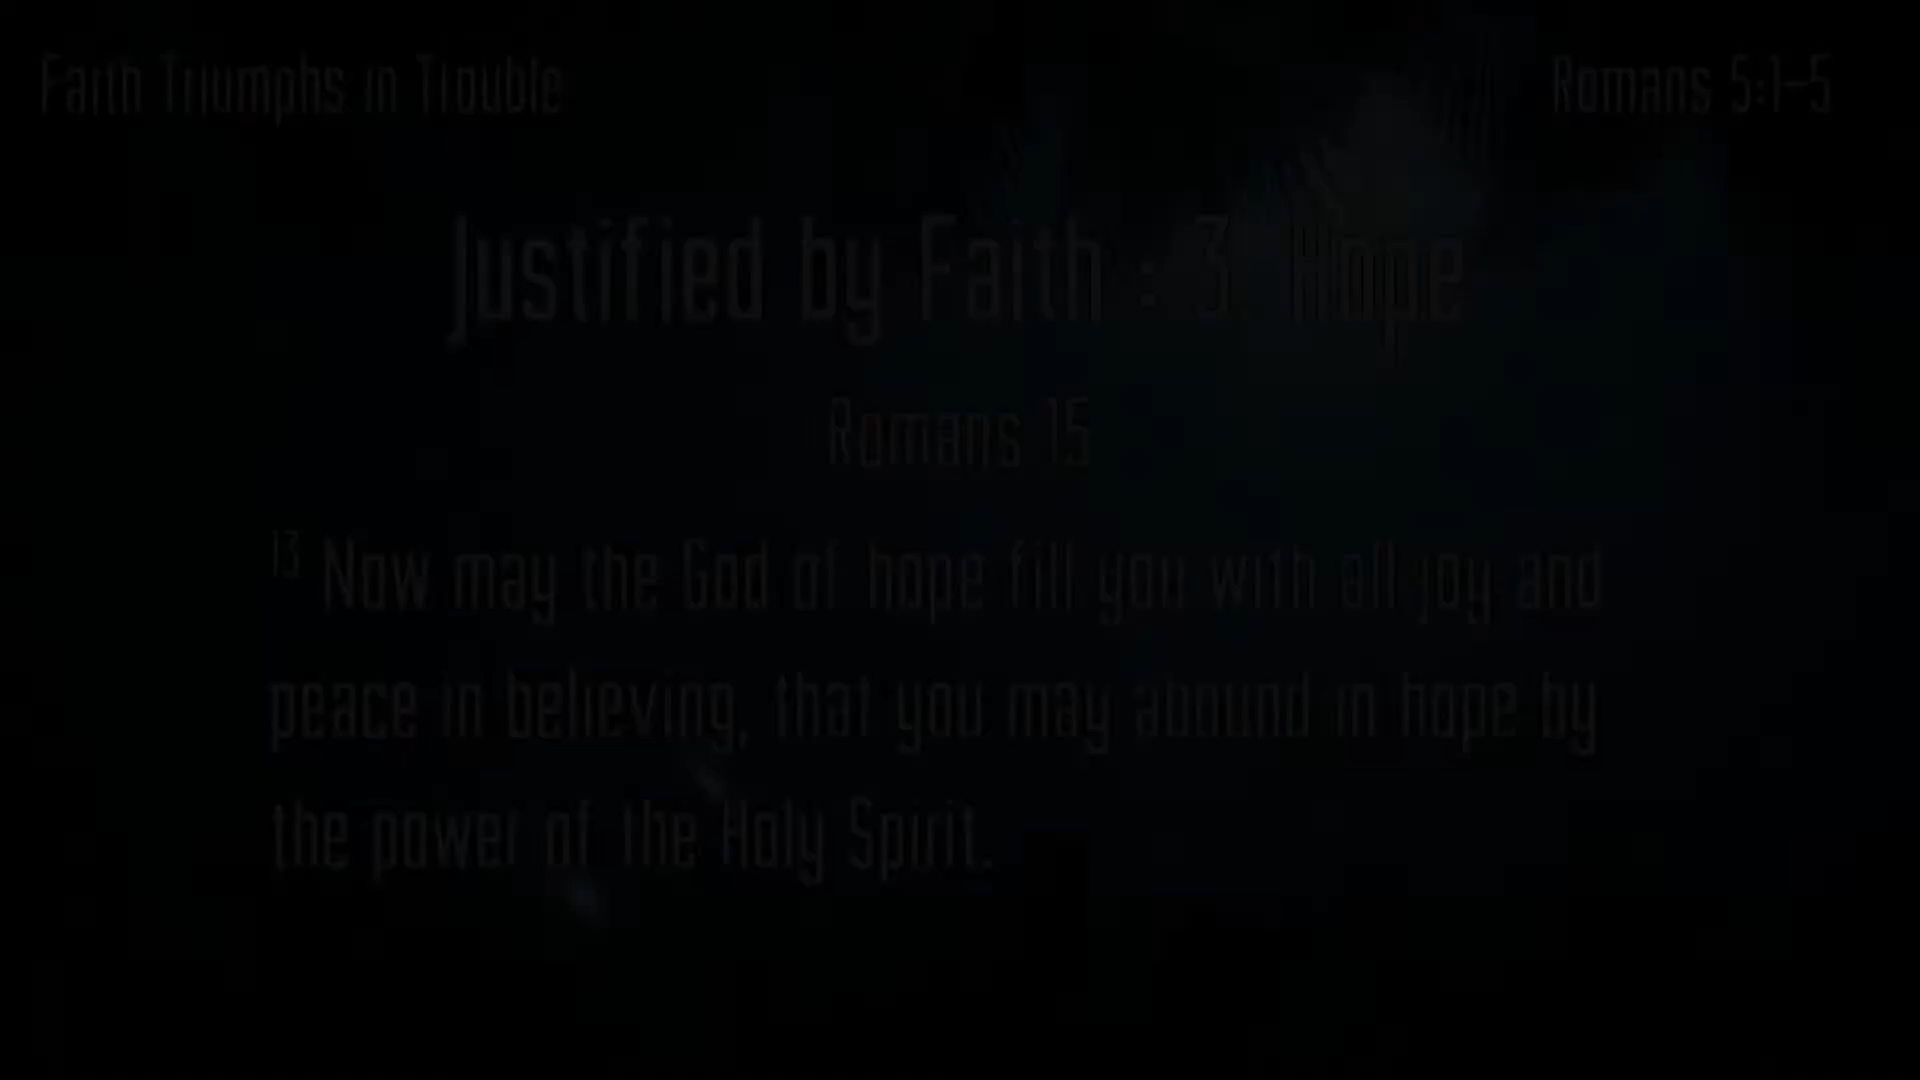 Faith Triumphs in Trouble
Romans 5:1–5
Justified by Faith : 3. Hope
Romans 15
13 Now may the God of hope fill you with all joy and
peace in believing, that you may abound in hope by
the power of the Holy Spirit.